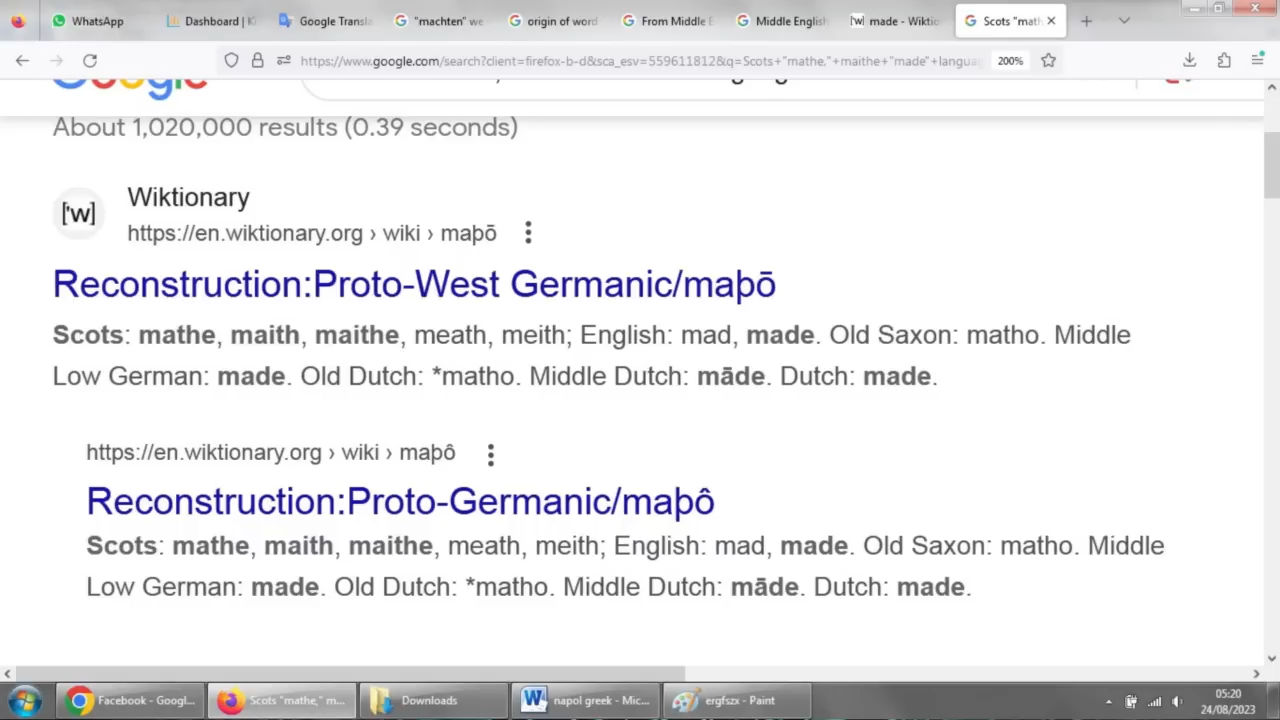 WhatsApp
Dashboard | K
Google Transla
"machten" we
origin of word
From Middle E
Middle English
made - Wiktio
Scots "math
https://www.google.com/search?client=firefox-b-d&sca_esv=559611812&q=Scots+"mathe,"+maithe+"made"+langua
200%
About 1,020,000 results (0.39 seconds)
['w]
Wiktionary
https://en.wiktionary.org › wiki › maþō
Reconstruction:Proto-West Germanic/maþō
Scots: mathe, maith, maithe, meath, meith; English: mad, made. Old Saxon: matho. Middle
Low German: made. Old Dutch: *matho. Middle Dutch: māde. Dutch: made.
https://en.wiktionary.org › wiki › maþô
Reconstruction:Proto-Germanic/maþô
Scots: mathe, maith, maithe, meath, meith; English: mad, made. Old Saxon: matho. Middle
Low German: made. Old Dutch: *matho. Middle Dutch: māde. Dutch: made.
Facebook - Googl...
Scots "mathe," m...
Downloads
napol greek - Mic...
ergfszx - Paint
05:20
24/08/2023